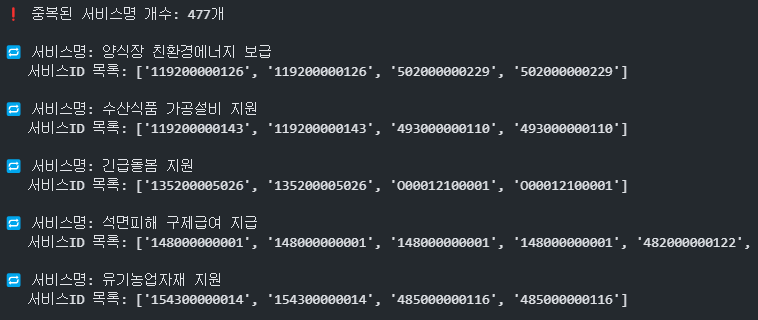 ❗ 중복된 서비스명 개수: 477개
🔁 서비스명: 양식장 친환경에너지 보급
서비스ID 목록: ['119200000126', '119200000126', '502000000229', '502000000229']
🔁 서비스명: 수산식품 가공설비 지원
서비스ID 목록: ['119200000143', '119200000143', '493000000110', '493000000110']
🔁 서비스명: 긴급돌봄 지원
서비스ID 목록: ['135200005026', '135200005026', 'O00012100001', 'O00012100001']
🔁 서비스명: 석면피해 구제급여 지급
서비스ID 목록: ['148000000001', '148000000001', '148000000001', '148000000001', '482000000122',
🔁 서비스명: 유기농업자재 지원
서비스ID 목록: ['154300000014', '154300000014', '485000000116', '485000000116']